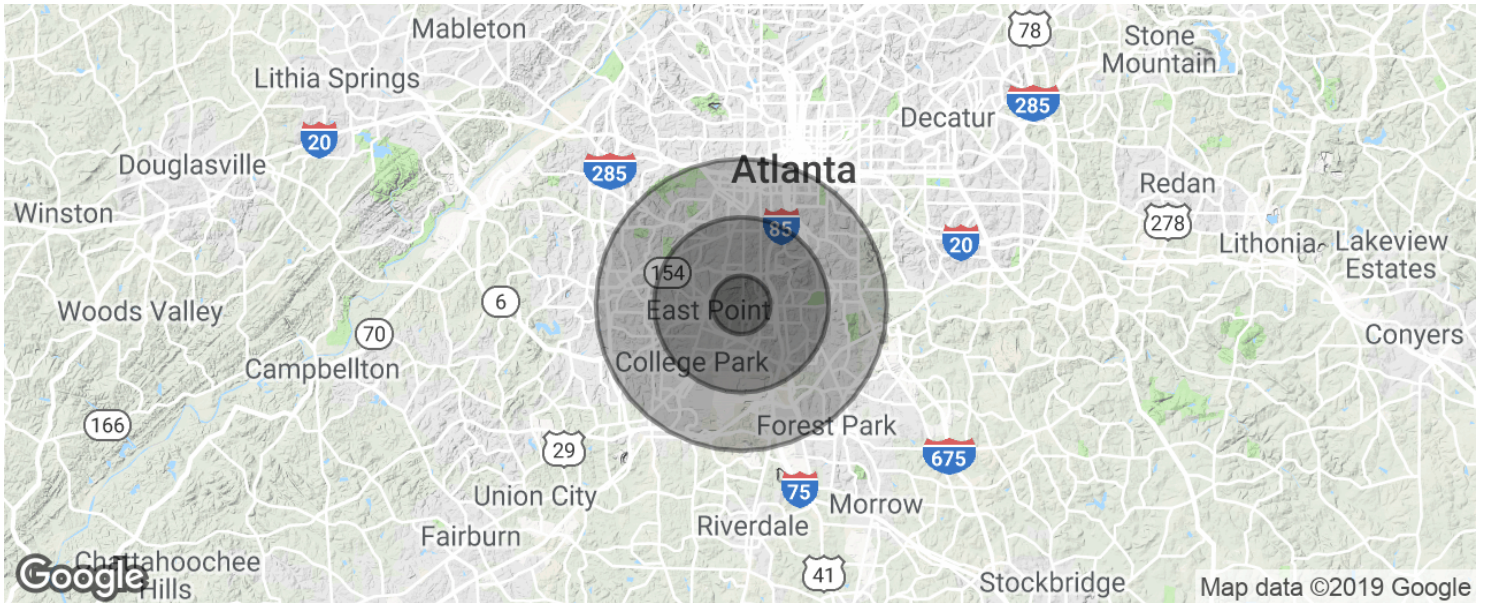 Mableton
78
Stone
Mountain
Lithia Springs
285
Decatur
20
Douglasville
285
Atlanta
Redan
Winston
278
85
20
Lithonia
Lakeview
Estates
154
6
East Point
Woods Valley
70
Conyers
College Park
Campbellton
166
Forest Park
29
675
75
Union City
Morrow
Riverdale
Fairburn
Chattahoochee
Hills
Google
41
Stockbridge
Map data ©2019 Google